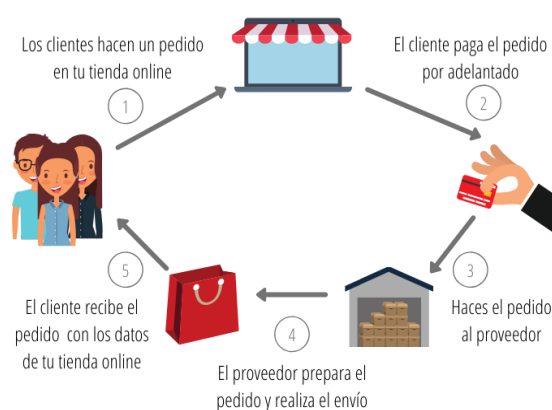 Los clientes hacen un pedido
en tu tienda online
1
El cliente paga el pedido
por adelantado
2
3
Haces el pedido
al proveedor
4
El proveedor prepara el
pedido y realiza el envío
5
El cliente recibe el
pedido con los datos
de tu tienda online